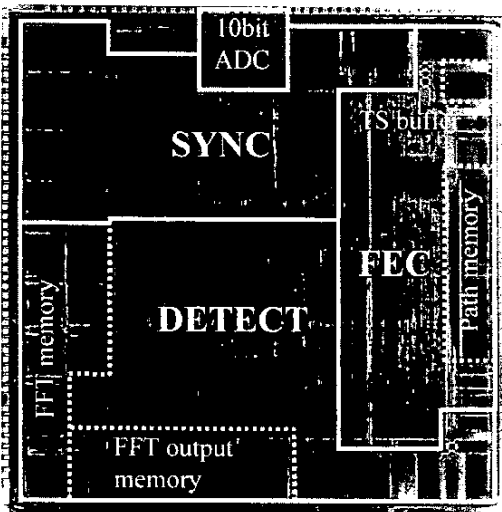 10bit
ADC
SYNC
TS buffer
FEC
Path memory
DETECT
FFT memory
FFT output
memory